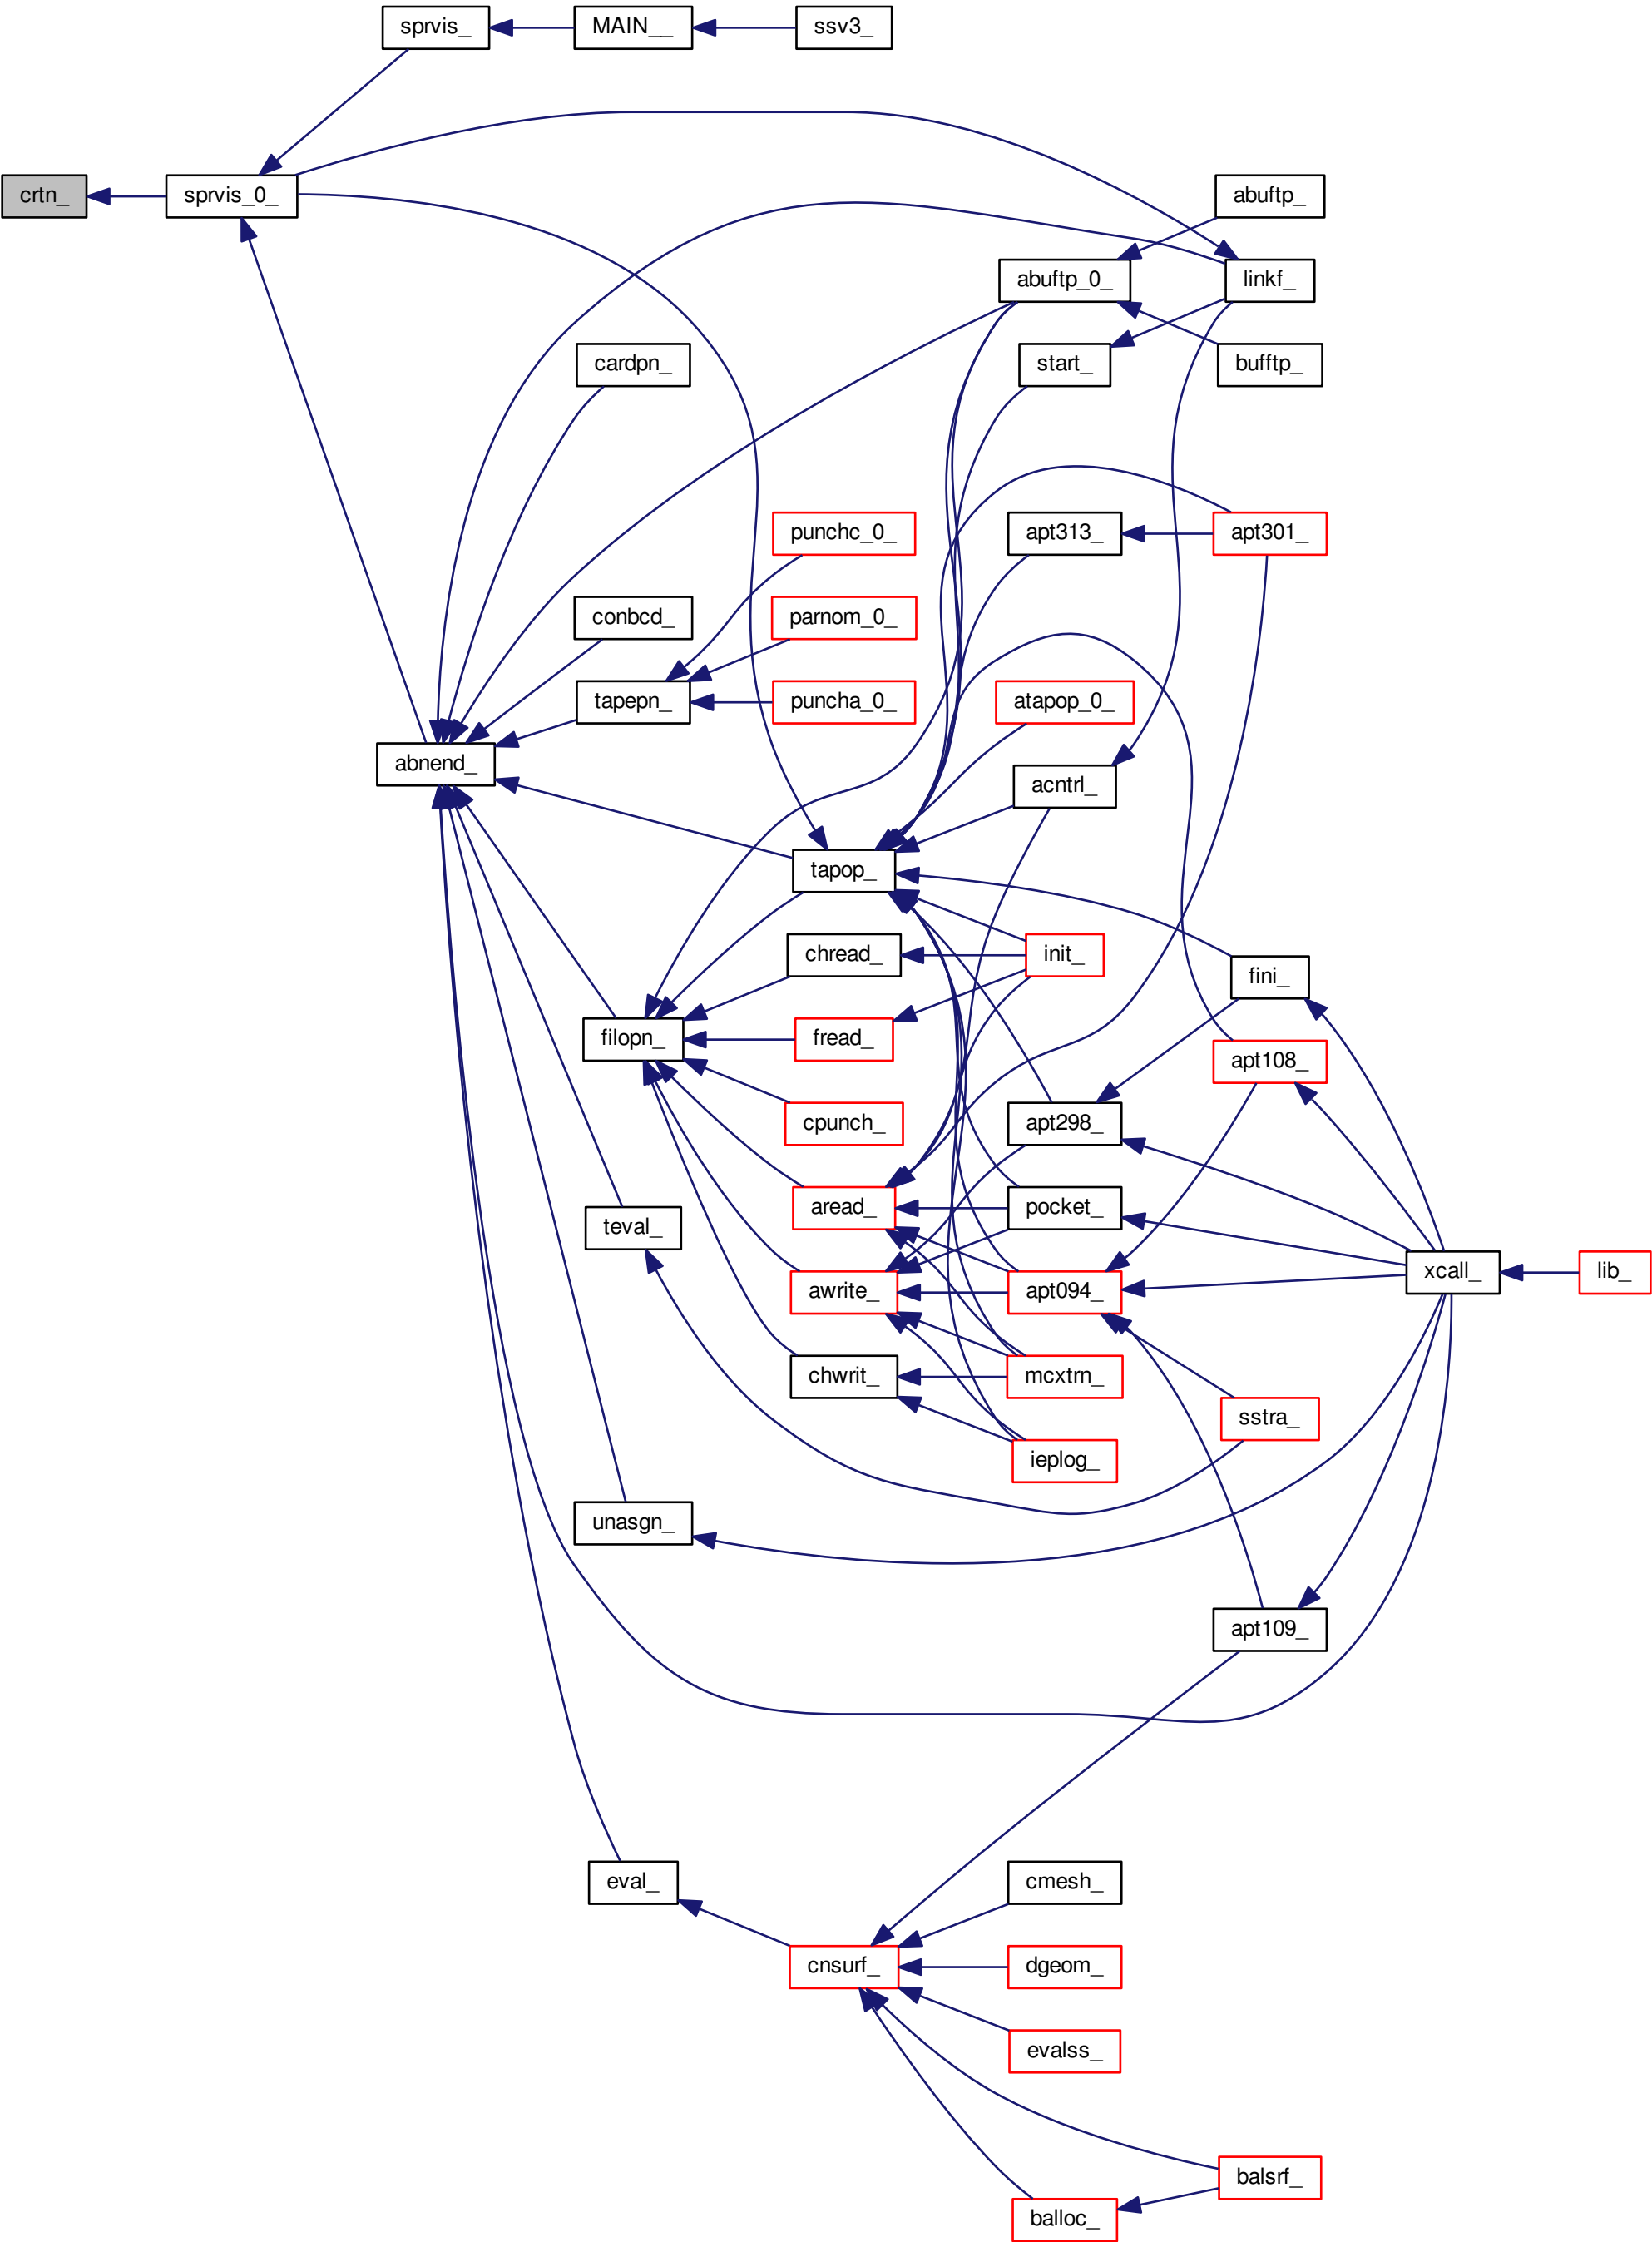 sprvis_
MAIN__
ssv3_
crtn_
sprvis_0_
abuftp_
abuftp_0_
linkf_
cardpn_
start_
bufftp_
punchc_0_
apt313_
apt301_
conbcd_
parnom_0_
tapepn_
puncha_0_
atapop_0_
abnend_
acntrl_
tapop_
chread_
init_
fini_
filopn_
fread_
apt108_
cpunch_
apt298_
teval_
aread_
pocket_
awrite_
apt094_
xcall_
lib_
chwrit_
mcxtrn_
sstra_
ieplog_
unasgn_
apt109_
eval_
cmesh_
cnsurf_
dgeom_
evalss_
balsrf_
balloc_